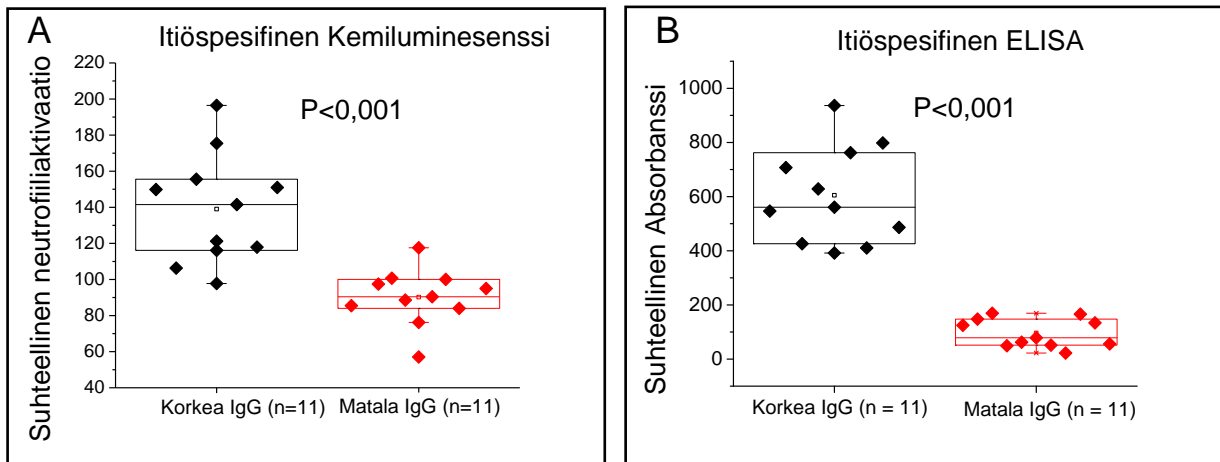 A
Itiöspesifinen Kemiluminesenssi
Suhteellinen neutrofiiliaktivaatio
220
200
180
160
140
120
100
80
60
40
P<0,001
Korkea IgG (n=11)
Matala IgG (n=11)
B
Itiöspesifinen ELISA
Suhteellinen Absorbanssi
1000
800
600
400
200
0
P<0,001
Korkea IgG (n = 11)
Matala IgG (n = 11)